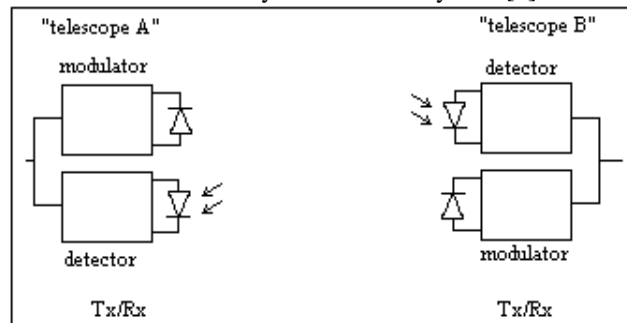 "telescope A"
"telescope B"
modulator
detector
detector
modulator
Tx/Rx
Tx/Rx